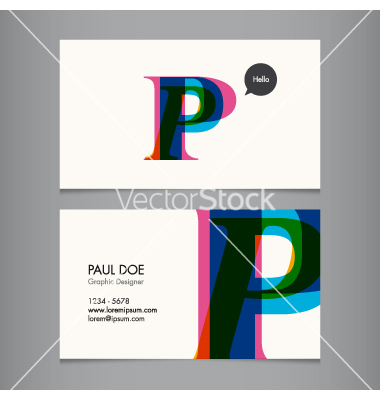 P
Hello
VectorStock
PAUL DOE
Graphic Designer
1234 - 5678
www.loremipsum.com
lorem@ipsum.com
P